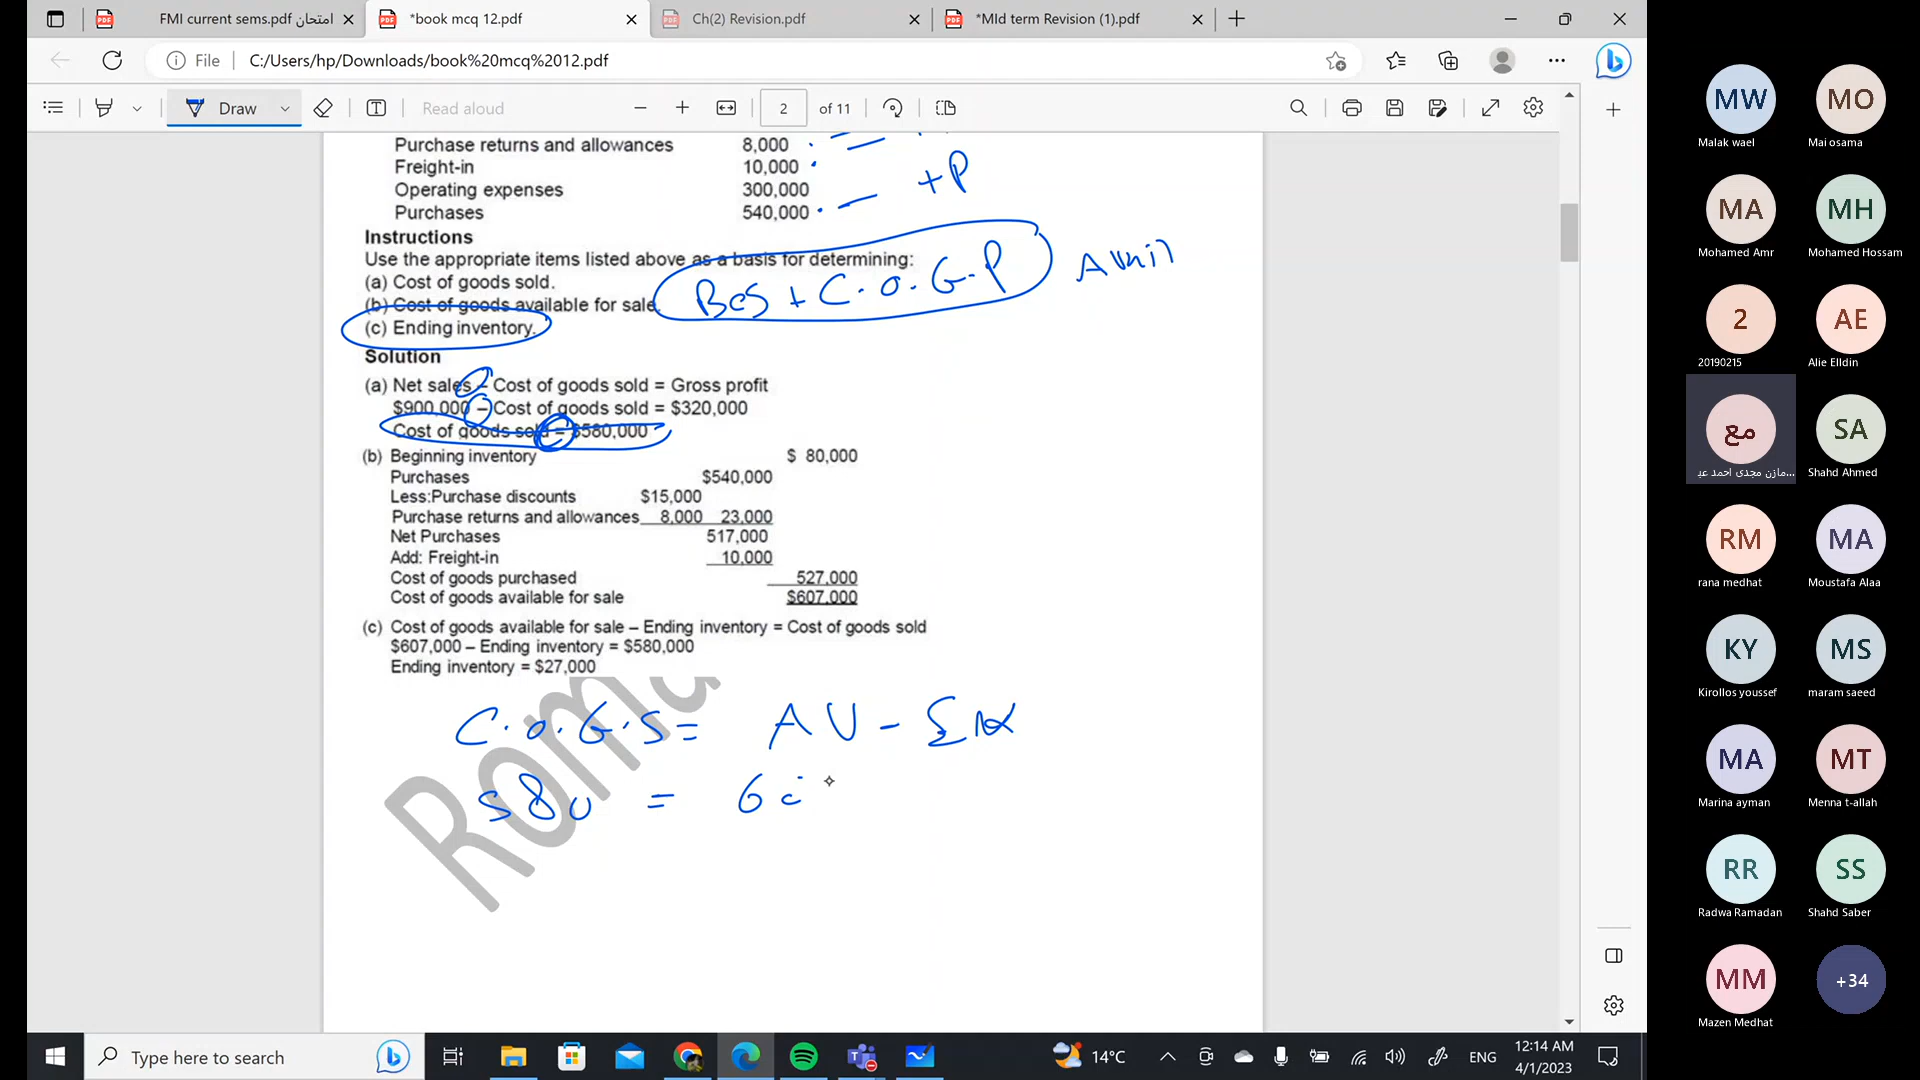 FMI current sems.pdf امتحان
*book mcq 12.pdf
Ch(2) Revision.pdf
*MId term Revision (1).pdf
File
C:/Users/hp/Downloads/book%20mcq%2012.pdf
Draw
Read aloud
2
of 11
Purchase returns and allowances 8,000
Freight-in 10,000
Operating expenses 300,000
Purchases 540,000
+P
Instructions
Use the appropriate items listed above as a basis for determining:
(a) Cost of goods sold.
(b) Cost of goods available for sale
(c) Ending inventory.
+ C.O.G.P
Solution
(a) Net sales – Cost of goods sold = Gross profit
$900,000 – Cost of goods sold = $320,000
Cost of goods sold = $580,000
(b) Beginning inventory $ 80,000
Purchases $540,000
Less:Purchase discounts $15,000
Purchase returns and allowances 8,000 23,000
Net Purchases 517,000
Add: Freight-in 10,000
Cost of goods purchased 527,000
Cost of goods available for sale $607,000
(c) Cost of goods available for sale – Ending inventory = Cost of goods sold
$607,000 – Ending inventory = $580,000
Ending inventory = $27,000
C.O.G.S = AV -
580 = 60
Roma
MW
Malak wael
MO
Mai osama
MA
Mohamed Amr
MH
Mohamed Hossam
2
20190215
AE
Alie Elldin
مع
مازن مجدى احمد عبد...
SA
Shahd Ahmed
RM
rana medhat
MA
Moustafa Alaa
KY
Kirollos youssef
MS
maram saeed
MA
Marina ayman
MT
Menna t-allah
RR
Radwa Ramadan
SS
Shahd Saber
MM
Mazen Medhat
+34
Type here to search
14°C
ENG
12:14 AM
4/1/2023